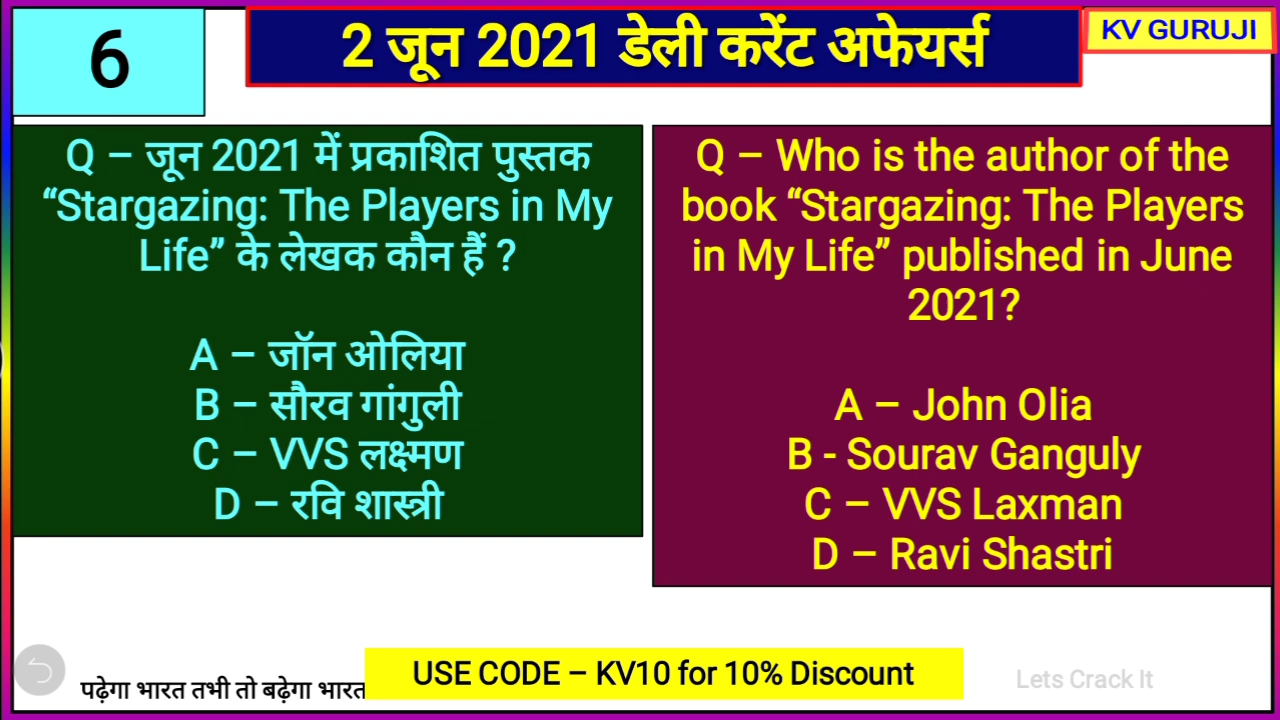 6
2 जून 2021 डेली करेंट अफेयर्स
KV GURUJI
Q – जून 2021 में प्रकाशित पुस्तक
“Stargazing: The Players in My
Life” के लेखक कौन हैं ?
A – जॉन ओलिया
B – सौरव गांगुली
C – VVS लक्ष्मण
D – रवि शास्त्री
Q – Who is the author of the
book “Stargazing: The Players
in My Life” published in June
2021?
A – John Olia
B - Sourav Ganguly
C – VVS Laxman
D – Ravi Shastri
पढ़ेगा भारत तभी तो बढ़ेगा भारत
USE CODE – KV10 for 10% Discount
Lets Crack It